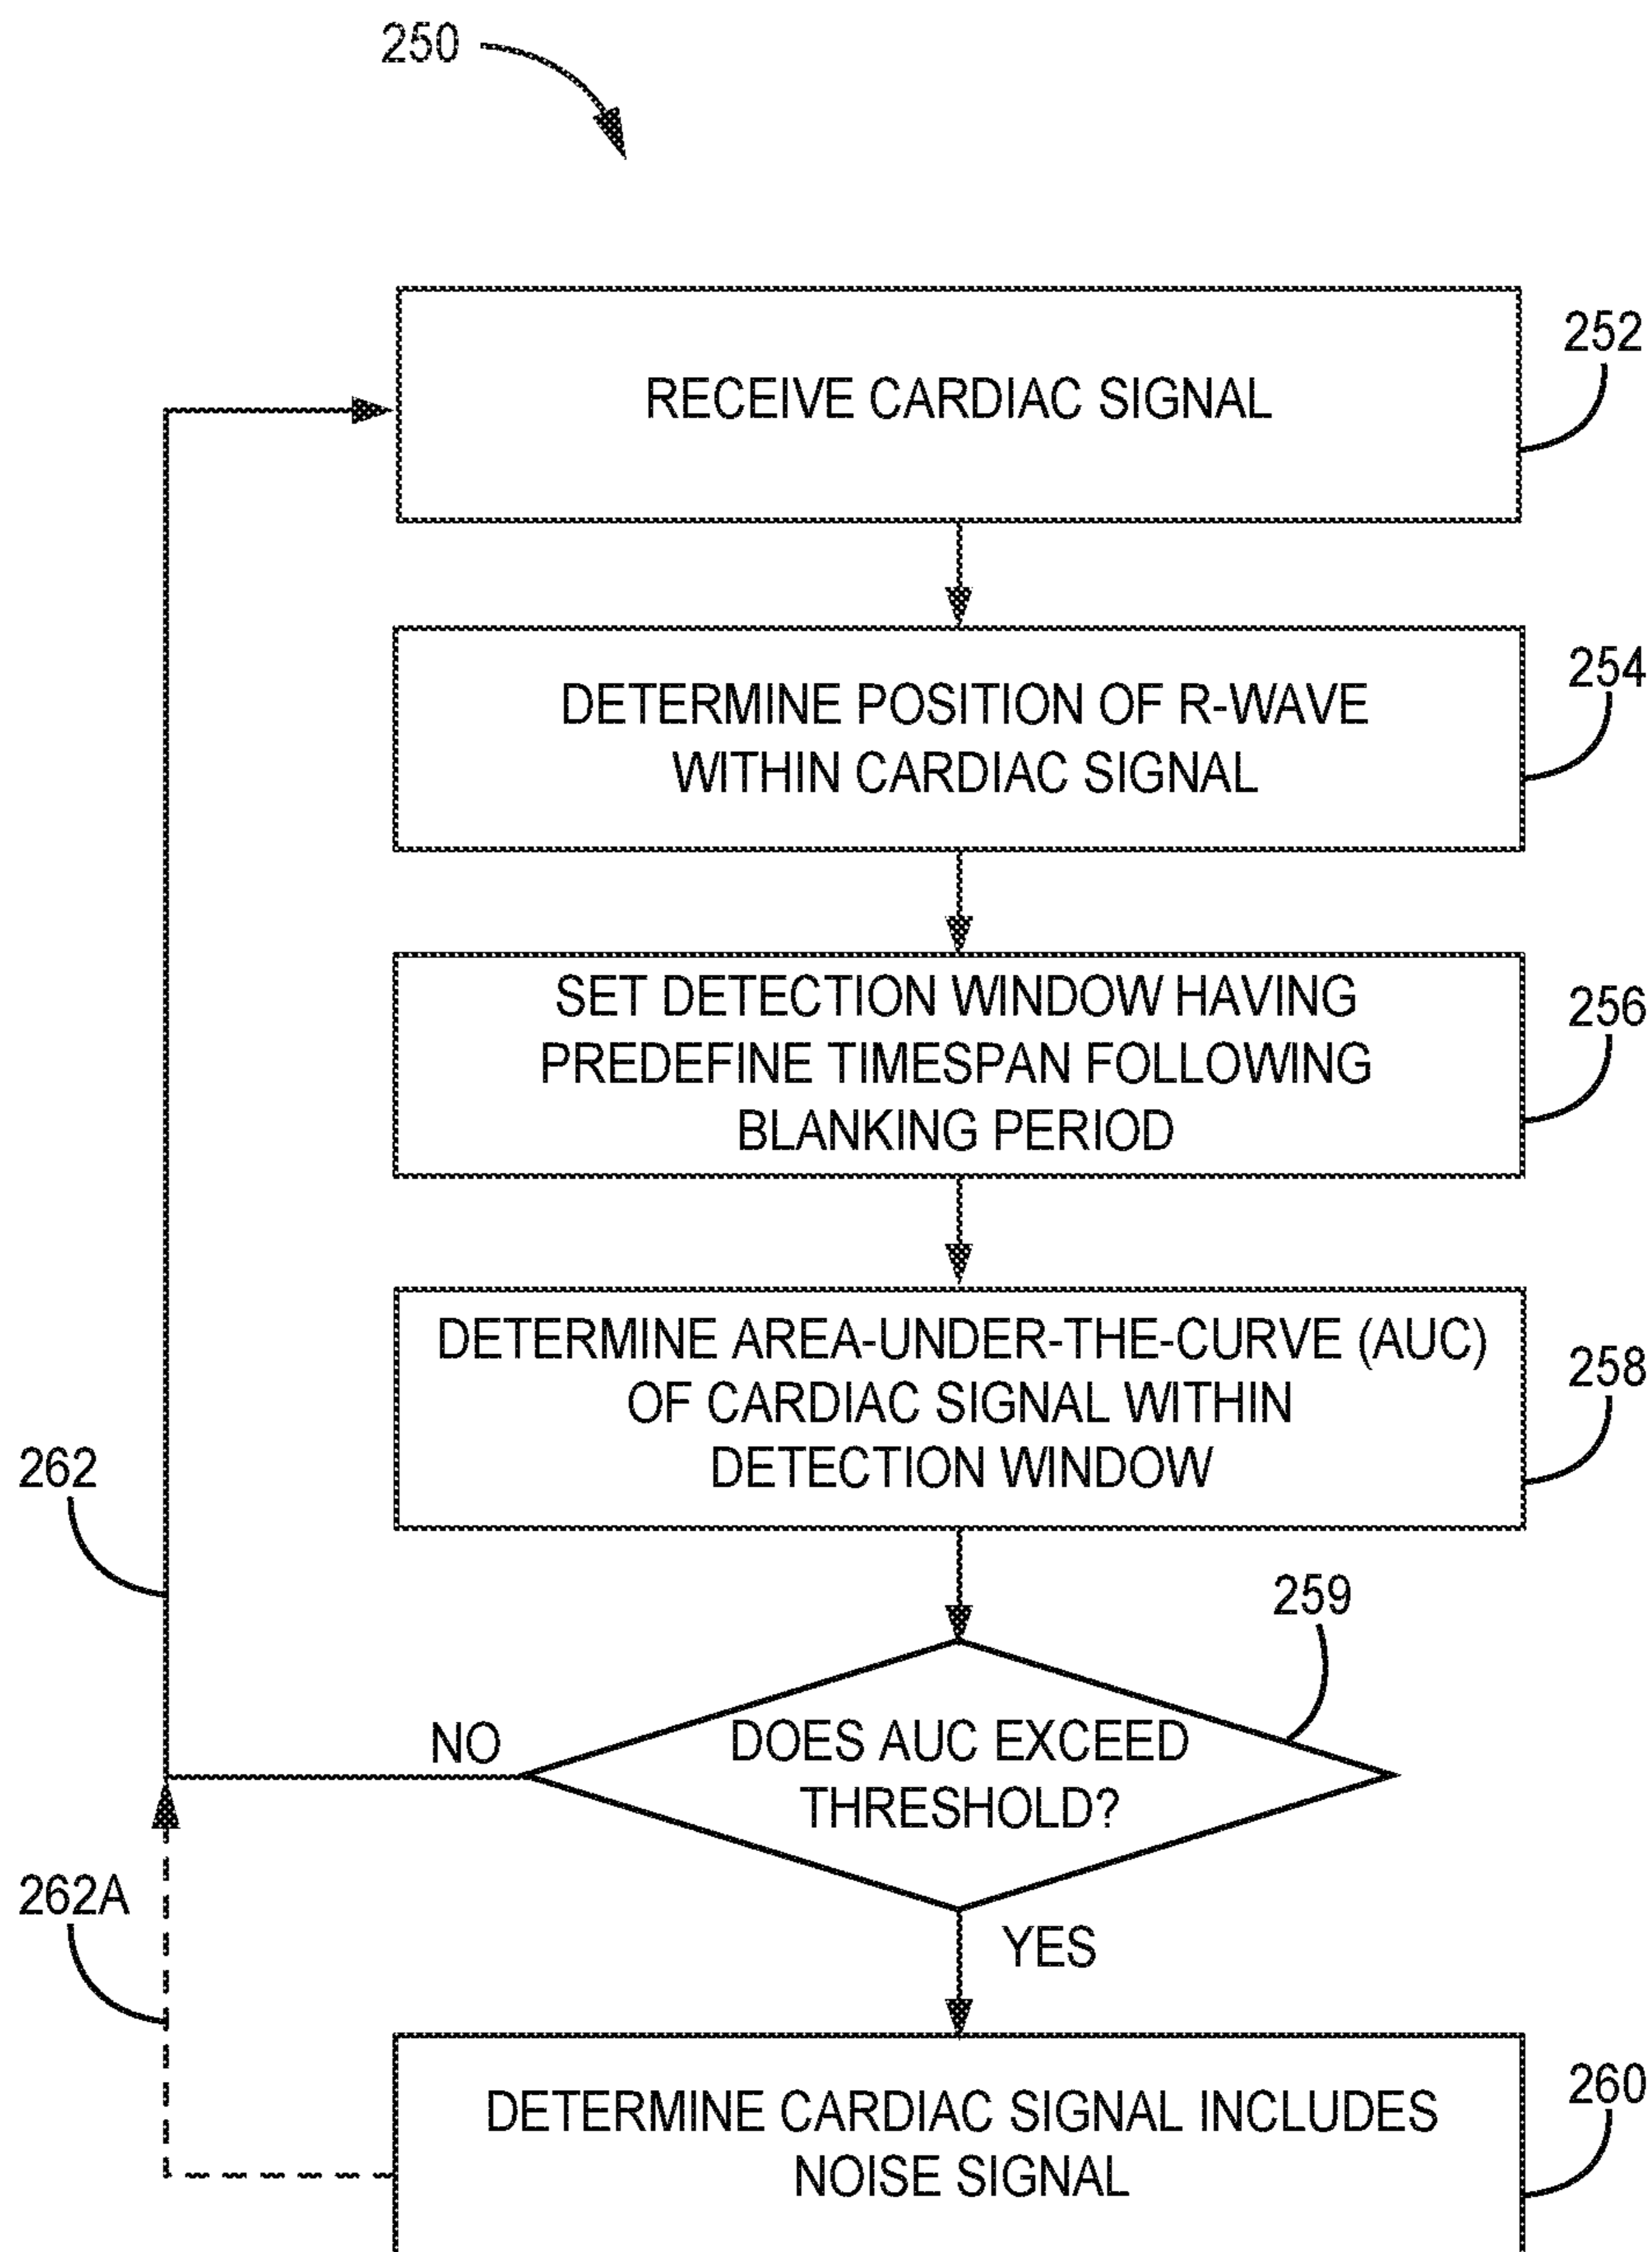 250
RECEIVE CARDIAC SIGNAL
252
DETERMINE POSITION OF R-WAVE
WITHIN CARDIAC SIGNAL
254
SET DETECTION WINDOW HAVING
PREDEFINE TIMESPAN FOLLOWING
BLANKING PERIOD
256
DETERMINE AREA-UNDER-THE-CURVE (AUC)
OF CARDIAC SIGNAL WITHIN
DETECTION WINDOW
258
262
259
NO
DOES AUC EXCEED
THRESHOLD?
262A
YES
DETERMINE CARDIAC SIGNAL INCLUDES
NOISE SIGNAL
260